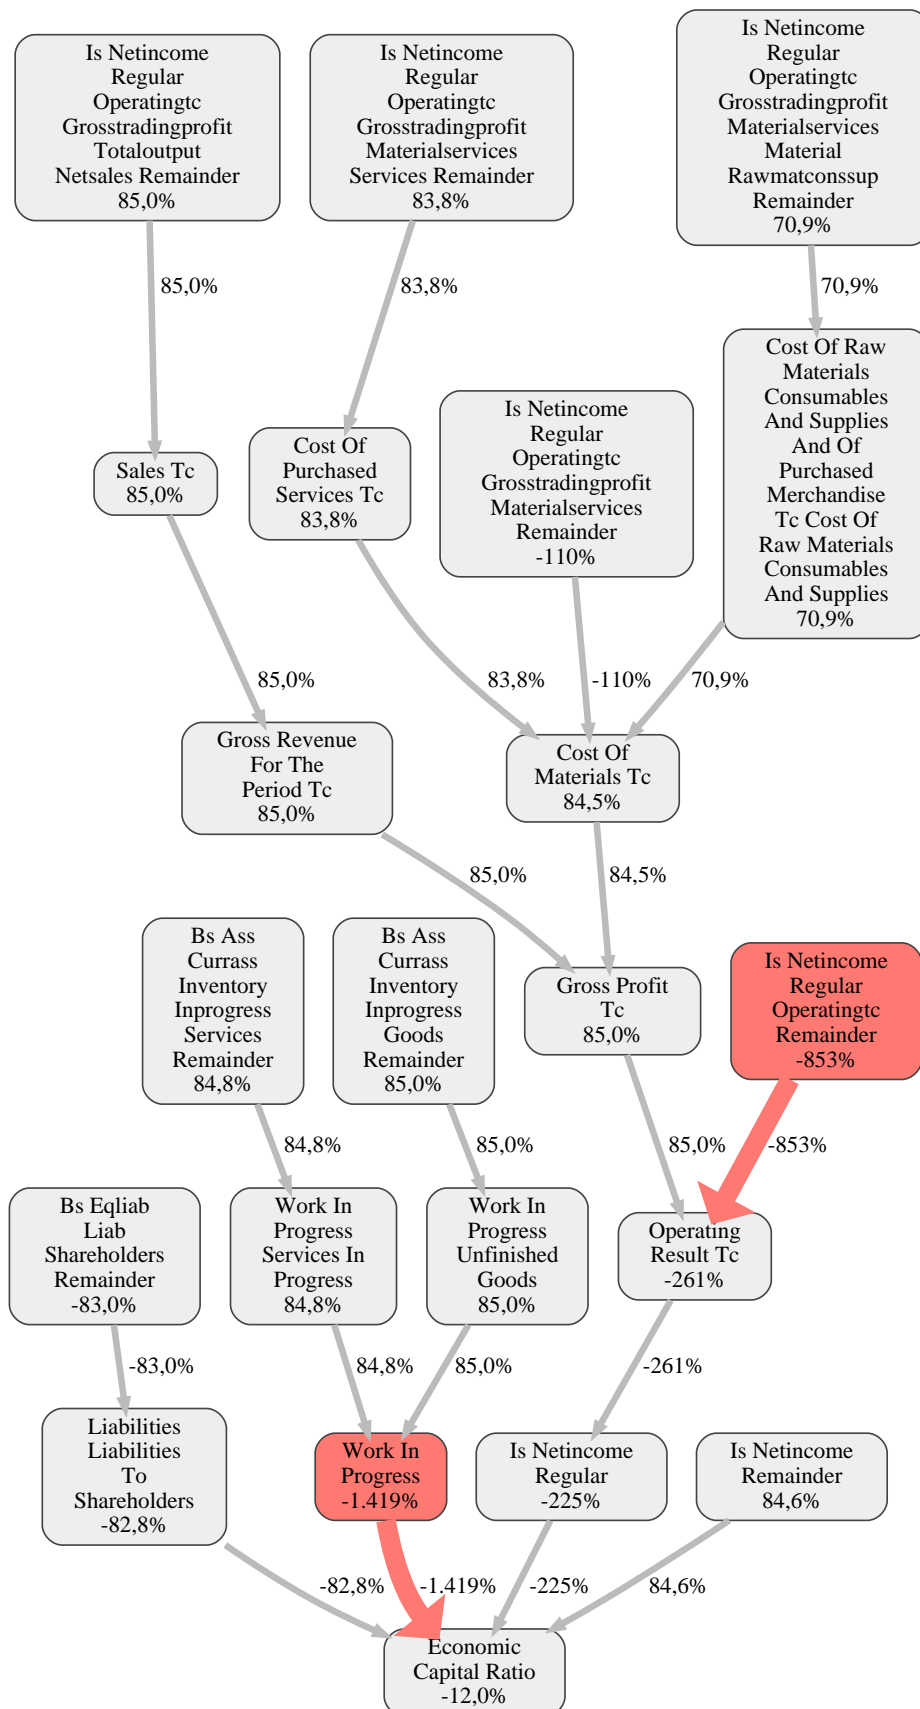 Is Netincome
Regular
Operatingtc
Grosstradingprofit
Totaloutput
Netsales Remainder
85,0%
Is Netincome
Regular
Operatingtc
Grosstradingprofit
Materialservices
Services Remainder
83,8%
Is Netincome
Regular
Operatingtc
Grosstradingprofit
Materialservices
Material
Rawmatconssup
Remainder
70,9%
85,0%
83,8%
70,9%
Cost Of Raw
Materials
Consumables
And Supplies
And Of
Purchased
Merchandise
Tc Cost Of
Raw Materials
Consumables
And Supplies
70,9%
Is Netincome
Regular
Operatingtc
Grosstradingprofit
Materialservices
Remainder
-110%
Sales Tc
85,0%
Cost Of
Purchased
Services Tc
83,8%
85,0%
83,8%
-110%
70,9%
Gross Revenue
For The
Period Tc
85,0%
Cost Of
Materials Tc
84,5%
85,0%
84,5%
Bs Ass
Currass
Inventory
Inprogress
Services
Remainder
84,8%
Bs Ass
Currass
Inventory
Inprogress
Goods
Remainder
85,0%
Gross Profit
Tc
85,0%
Is Netincome
Regular
Operatingtc
Remainder
-853%
84,8%
85,0%
85,0%
-853%
Bs Eqliab
Liab
Shareholders
Remainder
-83,0%
Work In
Progress
Services In
Progress
84,8%
Work In
Progress
Unfinished
Goods
85,0%
Operating
Result Tc
-261%
-83,0%
84,8%
85,0%
-261%
Liabilities
Liabilities
To
Shareholders
-82,8%
Work In
Progress
-1.419%
Is Netincome
Regular
-225%
Is Netincome
Remainder
84,6%
-82,8%
-1.419%
-225%
84,6%
Economic
Capital Ratio
-12,0%